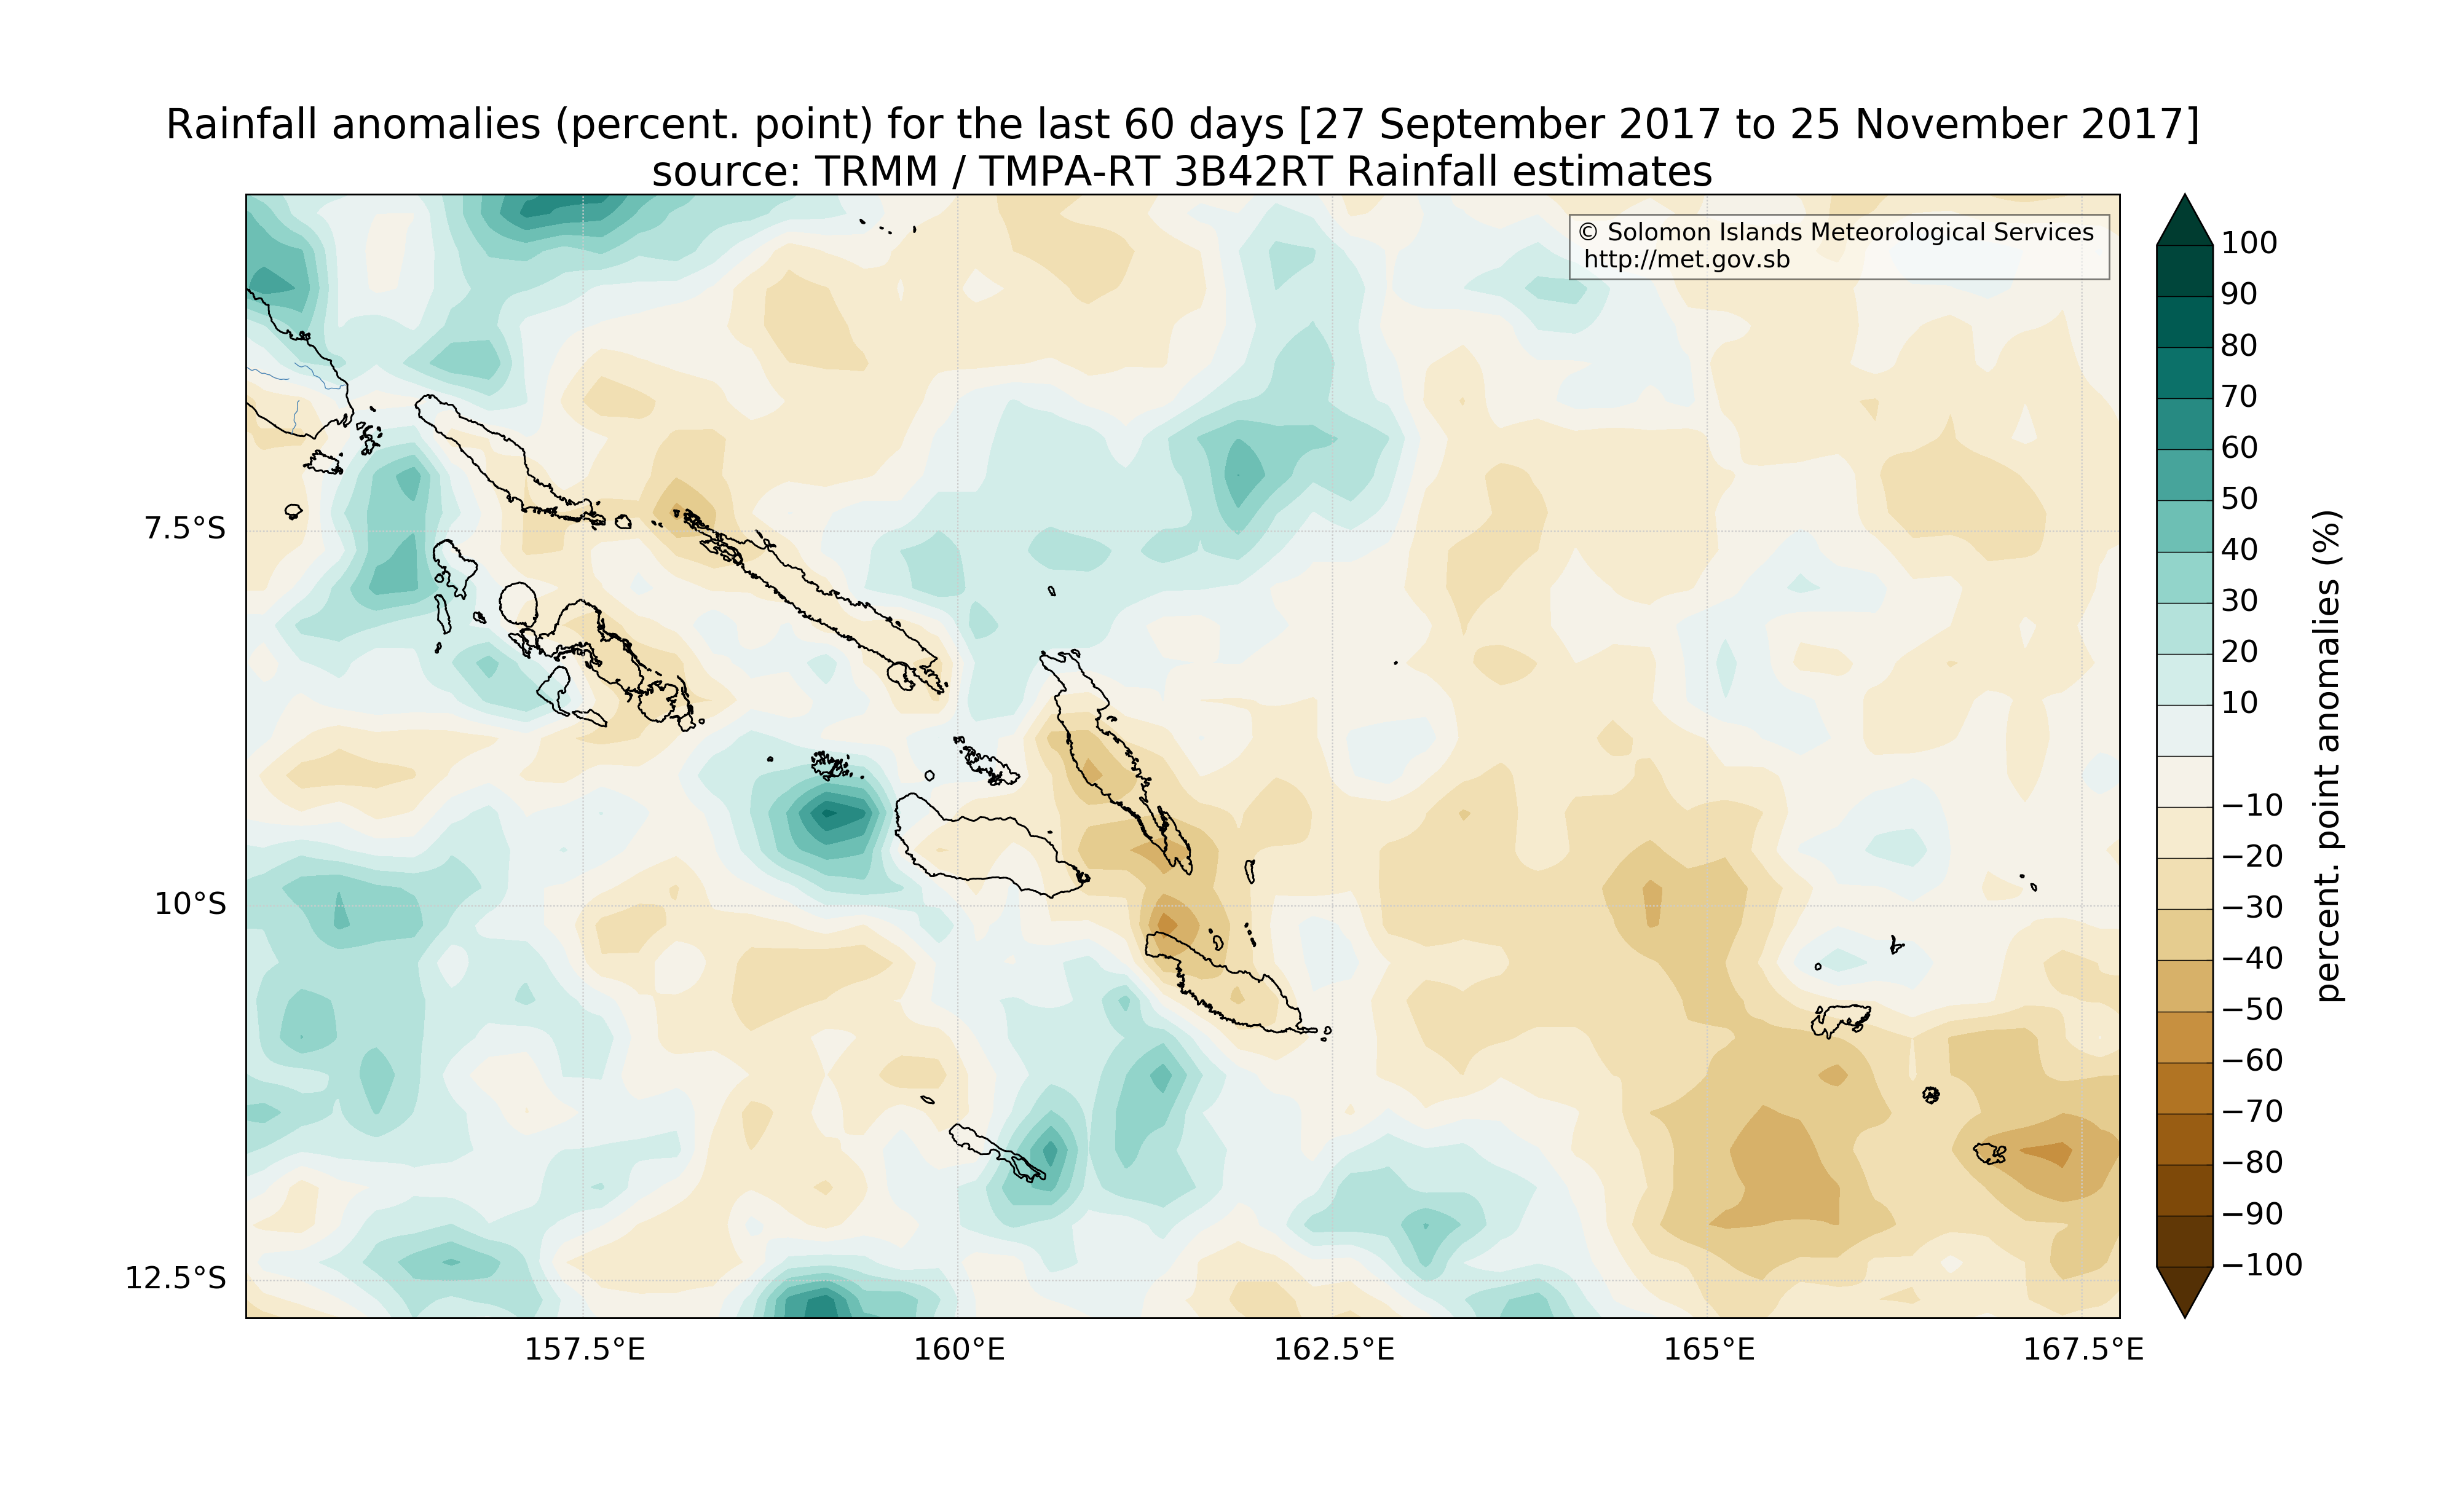 Rainfall anomalies (percent. point) for the last 60 days [27 September 2017 to 25 November 2017]
source: TRMM / TMPA-RT 3B42RT Rainfall estimates
© Solomon Islands Meteorological Services
http://met.gov.sb
7.5°S
10°S
12.5°S
157.5°E
160°E
162.5°E
165°E
167.5°E
100
90
80
70
60
50
40
30
20
10
−10
−20
−30
−40
−50
−60
−70
−80
−90
−100
percent. point anomalies (%)